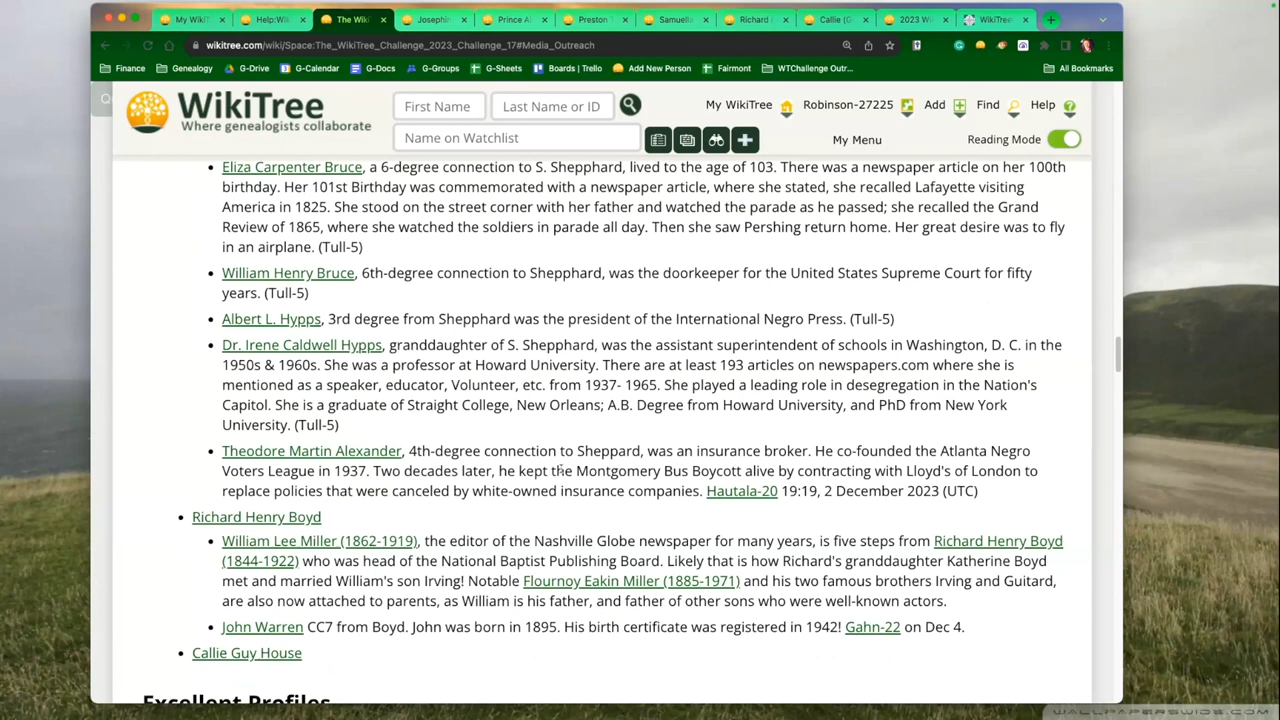 My WikiT
Help:Wik
The Wiki
Josephin
Prince A
Preston T
Samuella
Richard
Callie (G
2023 Wi
WikiTree
wikitree.com/wiki/Space:The_WikiTree_Challenge_2023_Challenge_17#Media_Outreach
Finance
Genealogy
G-Drive
G-Calendar
G-Docs
G-Groups
G-Sheets
Boards | Trello
Add New Person
Fairmont
WTChallenge Outr...
All Bookmarks
WikiTree
Where genealogists collaborate
First Name
Last Name or ID
My WikiTree
Robinson-27225
Add
Find
Help
Name on Watchlist
My Menu
Reading Mode
• Eliza Carpenter Bruce, a 6-degree connection to S. Shepphard, lived to the age of 103. There was a newspaper article on her 100th
birthday. Her 101st Birthday was commemorated with a newspaper article, where she stated, she recalled Lafayette visiting
America in 1825. She stood on the street corner with her father and watched the parade as he passed; she recalled the Grand
Review of 1865, where she watched the soldiers in parade all day. Then she saw Pershing return home. Her great desire was to fly
in an airplane. (Tull-5)
• William Henry Bruce, 6th-degree connection to Shepphard, was the doorkeeper for the United States Supreme Court for fifty
years. (Tull-5)
• Albert L. Hypps, 3rd degree from Shepphard was the president of the International Negro Press. (Tull-5)
• Dr. Irene Caldwell Hypps, granddaughter of S. Shepphard, was the assistant superintendent of schools in Washington, D. C. in the
1950s & 1960s. She was a professor at Howard University. There are at least 193 articles on newspapers.com where she is
mentioned as a speaker, educator, Volunteer, etc. from 1937- 1965. She played a leading role in desegregation in the Nation's
Capitol. She is a graduate of Straight College, New Orleans; A.B. Degree from Howard University, and PhD from New York
University. (Tull-5)
• Theodore Martin Alexander, 4th-degree connection to Sheppard, was an insurance broker. He co-founded the Atlanta Negro
Voters League in 1937. Two decades later, he kept the Montgomery Bus Boycott alive by contracting with Lloyd's of London to
replace policies that were canceled by white-owned insurance companies. Hautala-20 19:19, 2 December 2023 (UTC)
• Richard Henry Boyd
• William Lee Miller (1862-1919), the editor of the Nashville Globe newspaper for many years, is five steps from Richard Henry Boyd
(1844-1922) who was head of the National Baptist Publishing Board. Likely that is how Richard's granddaughter Katherine Boyd
met and married William's son Irving! Notable Flournoy Eakin Miller (1885-1971) and his two famous brothers Irving and Guitard,
are also now attached to parents, as William is his father, and father of other sons who were well-known actors.
• John Warren CC7 from Boyd. John was born in 1895. His birth certificate was registered in 1942! Gahn-22 on Dec 4.
• Callie Guy House
Excellent Profiles
WALLPAPERSWIDE.COM